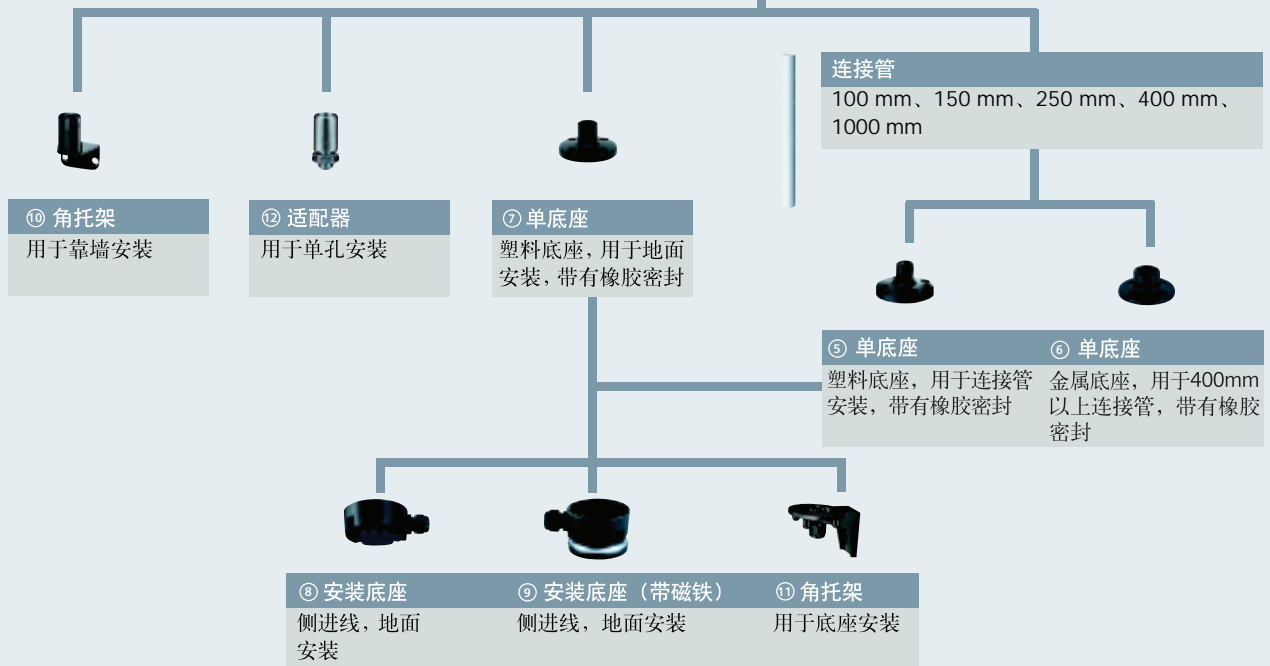 连接管
100 mm、150 mm、250 mm、400 mm、
1000 mm
⑩ 角托架
用于靠墙安装
⑫ 适配器
用于单孔安装
⑦ 单底座
塑料底座，用于地面
安装，带有橡胶密封
⑤ 单底座
塑料底座，用于连接管
安装，带有橡胶密封
⑥ 单底座
金属底座，用于400mm
以上连接管，带有橡胶
密封
⑧ 安装底座
侧进线，地面
安装
⑨ 安装底座（带磁铁）
侧进线，地面安装
⑪ 角托架
用于底座安装